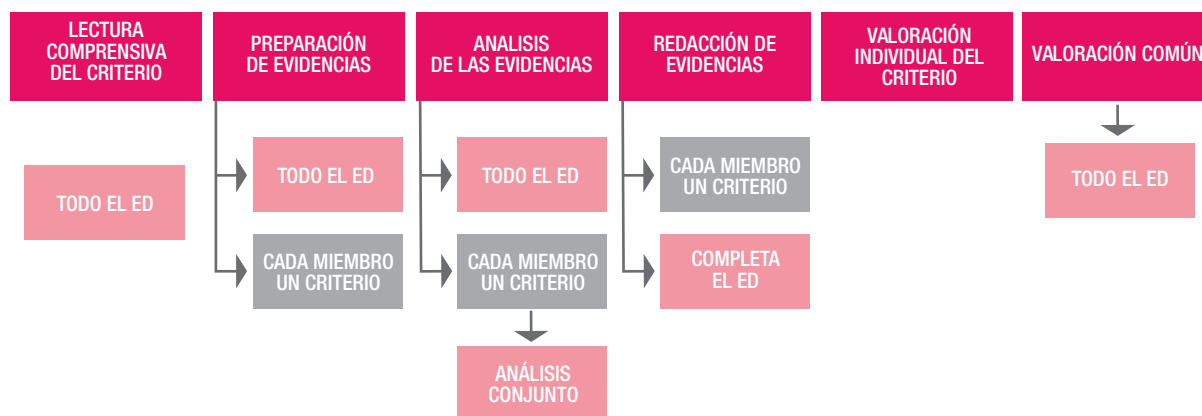 LECTURA
COMPRENSIVA
DEL CRITERIO
PREPARACIÓN
DE EVIDENCIAS
ANALISIS
DE LAS EVIDENCIAS
REDACCIÓN DE
EVIDENCIAS
VALORACIÓN
INDIVIDUAL DEL
CRITERIO
VALORACIÓN COMÚN
TODO EL ED
TODO EL ED
CADA MIEMBRO
UN CRITERIO
TODO EL ED
CADA MIEMBRO
UN CRITERIO
ANÁLISIS
CONJUNTO
CADA MIEMBRO
UN CRITERIO
COMPLETA
EL ED
TODO EL ED